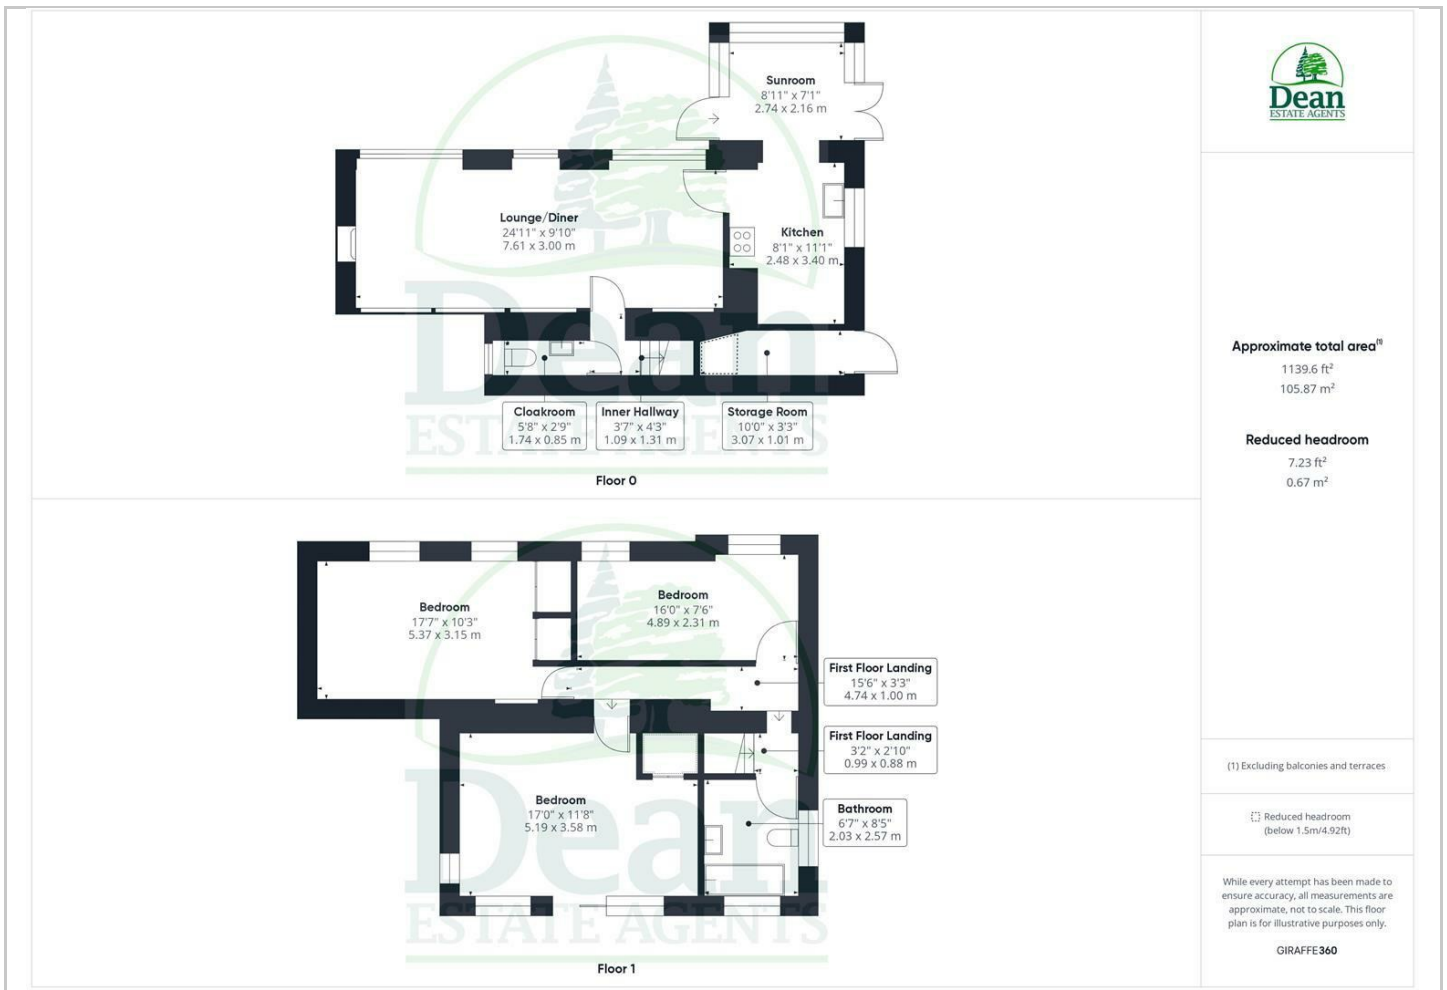 Sunroom
8'11" x 7'1"
2.74 x 2.16 m
Lounge/Diner
24'11" x 9'10"
7.61 x 3.00 m
Kitchen
8'1" x 11'1"
2.48 x 3.40 m
Cloakroom
5'8" x 2'9"
1.74 x 0.85 m
Inner Hallway
3'7" x 4'3"
1.09 x 1.31 m
Storage Room
10'0" x 3'3"
3.07 x 1.01 m
Dean
ESTATE AGENTS
Floor 0
Bedroom
17'7" x 10'3"
5.37 x 3.15 m
Bedroom
16'0" x 7'6"
4.89 x 2.31 m
First Floor Landing
15'6" x 3'3"
4.74 x 1.00 m
First Floor Landing
3'2" x 2'10"
0.99 x 0.88 m
Bedroom
17'0" x 11'8"
5.19 x 3.58 m
Bathroom
6'7" x 8'5"
2.03 x 2.57 m
Dean
ESTATE AGENTS
Floor 1
Dean
ESTATE AGENTS
Approximate total area⁽¹⁾
1139.6 ft²
105.87 m²
Reduced headroom
7.23 ft²
0.67 m²
(1) Excluding balconies and terraces
Reduced headroom
(below 1.5m/4.92ft)
While every attempt has been made to
ensure accuracy, all measurements are
approximate, not to scale. This floor
plan is for illustrative purposes only.
GIRAFFE360